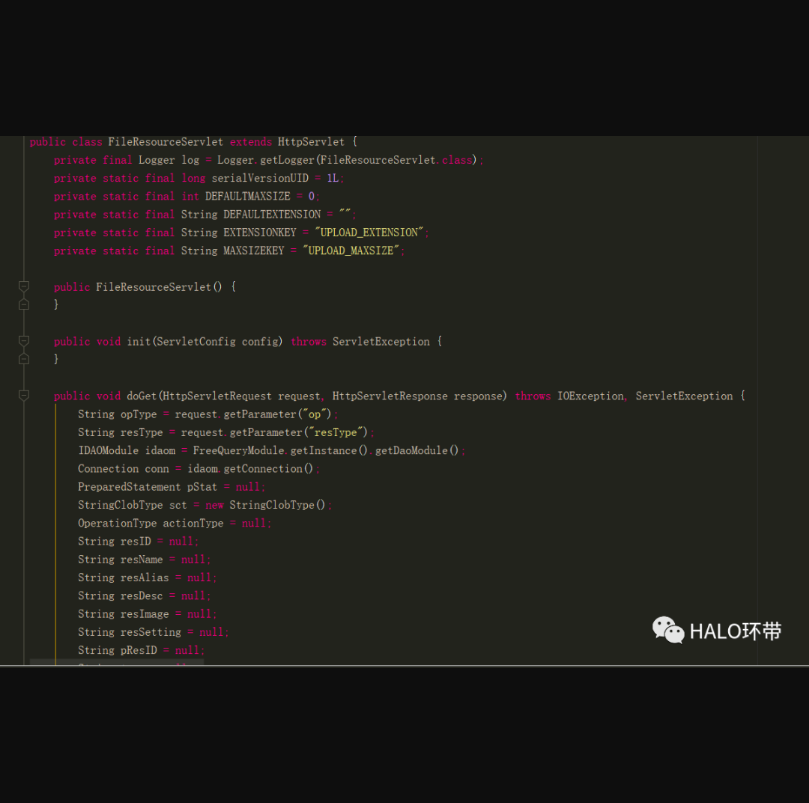 public class FileResourceServlet extends HttpServlet {
private final Logger log = Logger.getLogger(FileResourceServlet.class);
private static final long serialVersionUID = 1L;
private static final int DEFAULTMAXSIZE = 0;
private static final String DEFAULTEXTENSION = "";
private static final String EXTENSIONKEY = "UPLOAD_EXTENSION";
private static final String MAXSIZEKEY = "UPLOAD_MAXSIZE";
public FileResourceServlet() {
}
public void init(ServletConfig config) throws ServletException {
}
public void doGet(HttpServletRequest request, HttpServletResponse response) throws IOException, ServletException {
String opType = request.getParameter("op");
String resType = request.getParameter("resType");
IDAOModule idaom = FreeQueryModule.getInstance().getDaoModule();
Connection conn = idaom.getConnection();
PreparedStatement pStat = null;
StringClobType sct = new StringClobType();
OperationType actionType = null;
String resID = null;
String resName = null;
String resAlias = null;
String resDesc = null;
String resImage = null;
String resSetting = null;
String pResID = null;
HALO环带